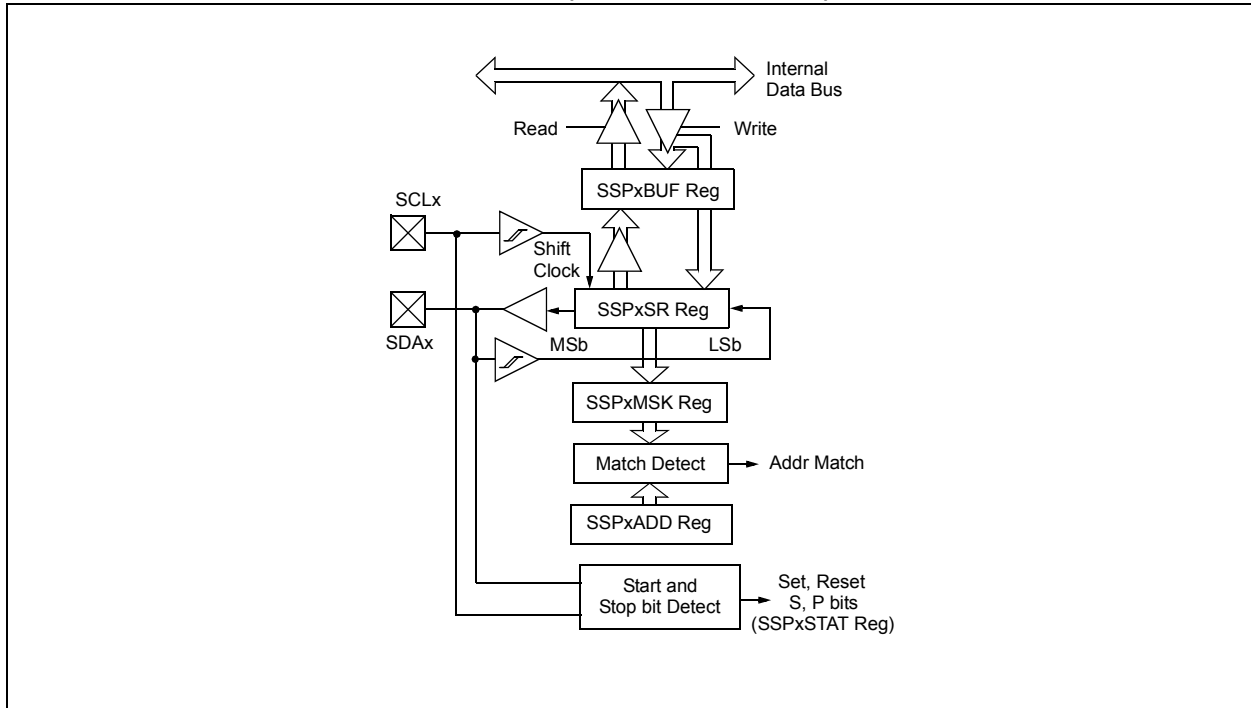 Internal
Data Bus
Read
Write
SSPxBUF Reg
SCLx
Shift
Clock
SSPxSR Reg
SDAx
MSb
LSb
SSPxMSK Reg
Match Detect
Addr Match
SSPxADD Reg
Start and
Stop bit Detect
Set, Reset
S, P bits
(SSPxSTAT Reg)